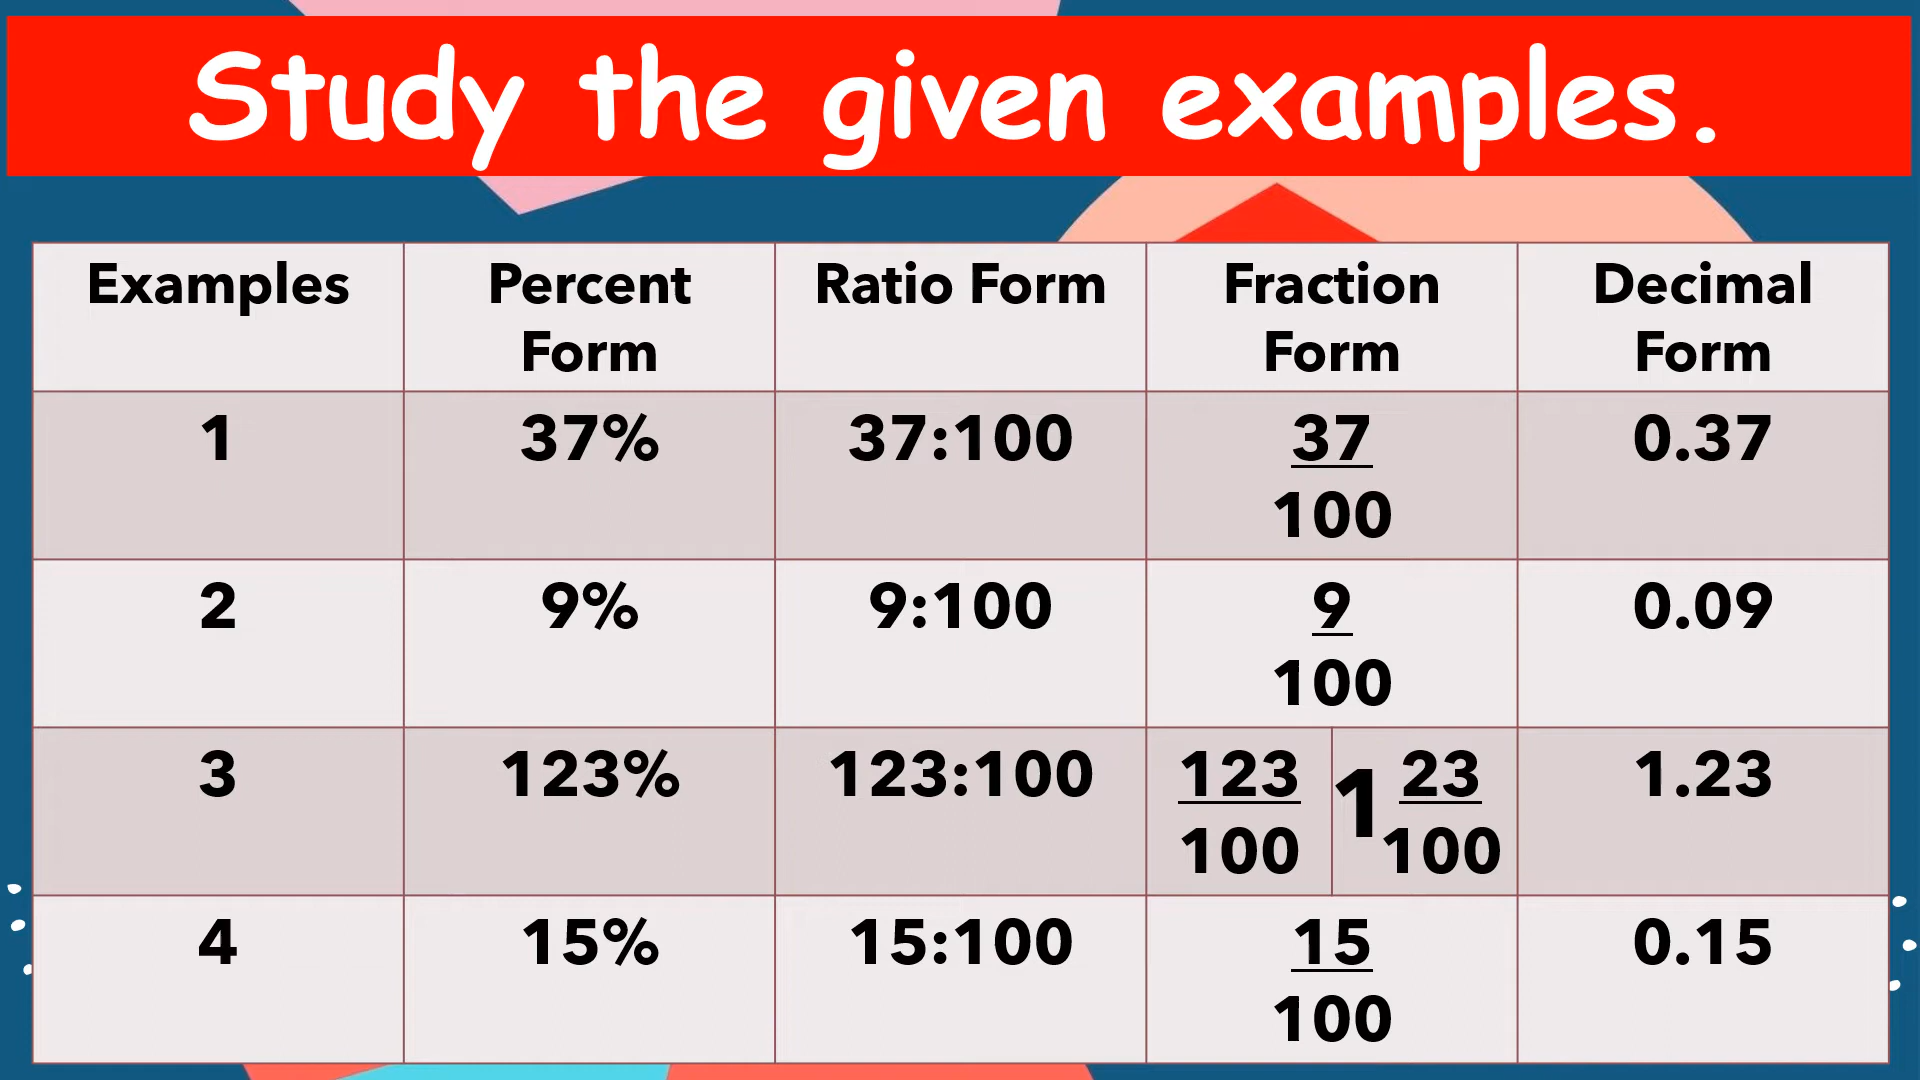 Study the given examples.
Examples Percent Form Ratio Form Fraction Form Decimal Form
1 37% 37:100 37/100 0.37
2 9% 9:100 9/100 0.09
3 123% 123:100 123/100 1 23/100 1.23
4 15% 15:100 15/100 0.15